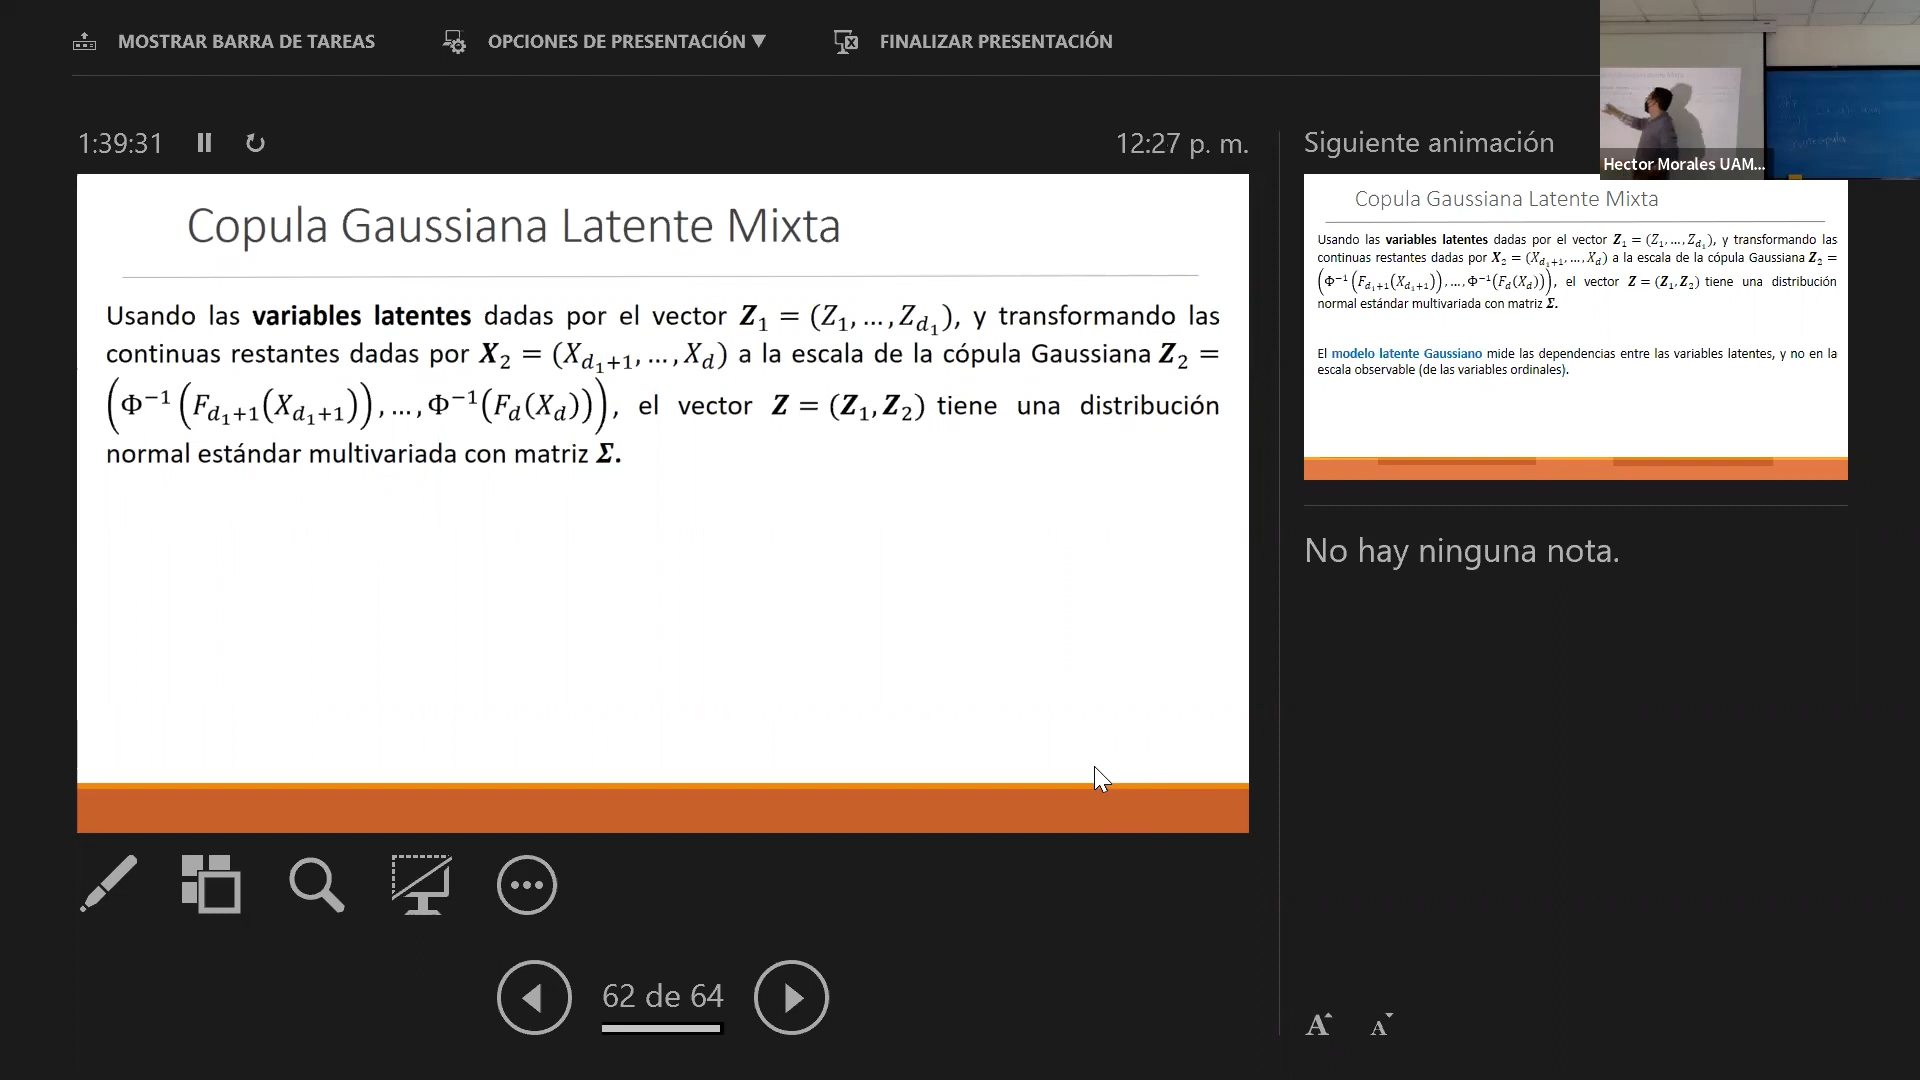 MOSTRAR BARRA DE TAREAS
OPCIONES DE PRESENTACIÓN ▼
FINALIZAR PRESENTACIÓN
Hector Morales UAM...
1:39:31
12:27 p. m.
Siguiente animación
Copula Gaussiana Latente Mixta
Usando las variables latentes dadas por el vector Z₁ = (Z₁, …, Z_{d₁}), y transformando las
continuas restantes dadas por X₂ = (X_{d₁+1}, …, X_d) a la escala de la cópula Gaussiana Z₂ =
(Φ⁻¹(F_{d₁+1}(X_{d₁+1})), …, Φ⁻¹(F_d(X_d))), el vector Z = (Z₁, Z₂) tiene una distribución
normal estándar multivariada con matriz Σ.
Copula Gaussiana Latente Mixta
Usando las variables latentes dadas por el vector Z₁ = (Z₁, …, Z_{d₁}), y transformando las
continuas restantes dadas por X₂ = (X_{d₁+1}, …, X_d) a la escala de la cópula Gaussiana Z₂ =
(Φ⁻¹(F_{d₁+1}(X_{d₁+1})), …, Φ⁻¹(F_d(X_d))), el vector Z = (Z₁, Z₂) tiene una distribución
normal estándar multivariada con matriz Σ.
El modelo latente Gaussiano mide las dependencias entre las variables latentes, y no en la
escala observable (de las variables ordinales).
No hay ninguna nota.
62 de 64
A
A